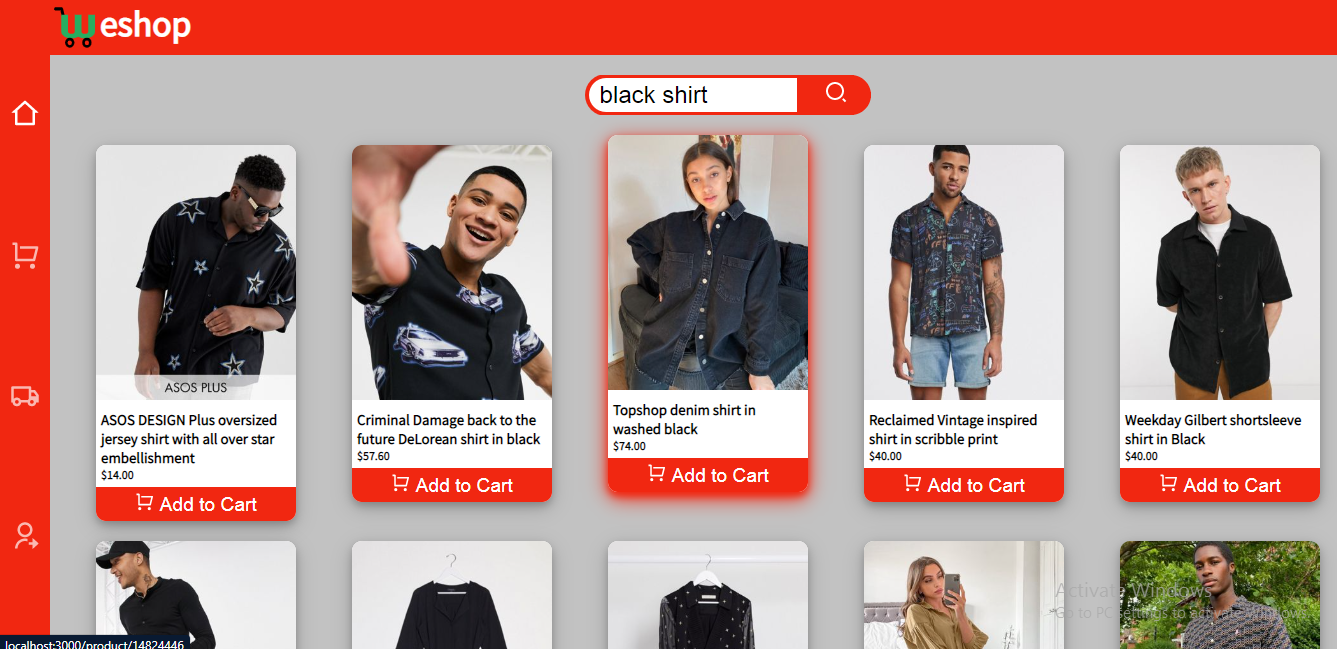 weshop
black shirt
ASOS PLUS
ASOS DESIGN Plus oversized
jersey shirt with all over star
embellishment
$14.00
Add to Cart
Criminal Damage back to the
future DeLorean shirt in black
$57.60
Add to Cart
Topshop denim shirt in
washed black
$74.00
Add to Cart
Reclaimed Vintage inspired
shirt in scribble print
$40.00
Add to Cart
Weekday Gilbert shortsleeve
shirt in Black
$40.00
Add to Cart
Activate Windows
Go to PC settings to activate Windows.
localhost:3000/product/14824446